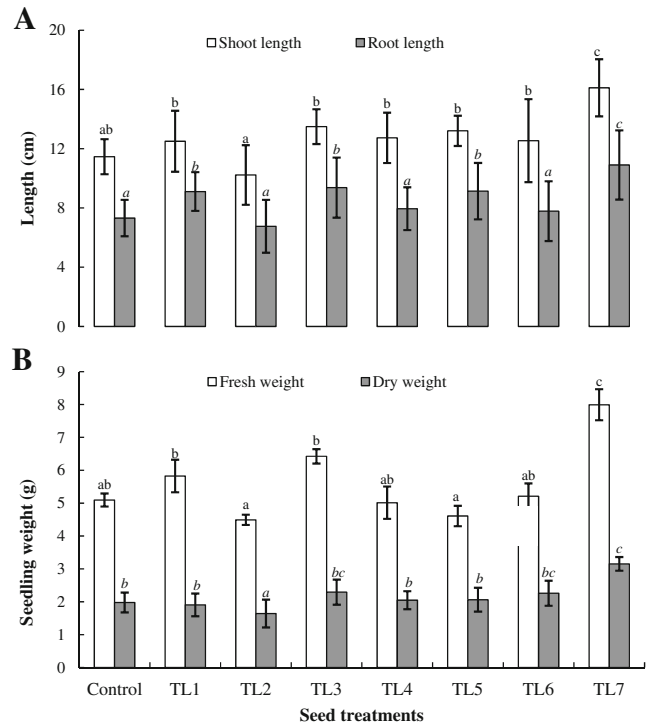 A
20
Shoot length Root length
16
12
8
4
0
Length (cm)
ab a b b a a b b b a b b b a c c
B
9
Fresh weight Dry weight
8
7
6
5
4
3
2
1
0
Seedling weight (g)
ab b b b a a b bc ab b a b ab bc c c
Control TL1 TL2 TL3 TL4 TL5 TL6 TL7
Seed treatments